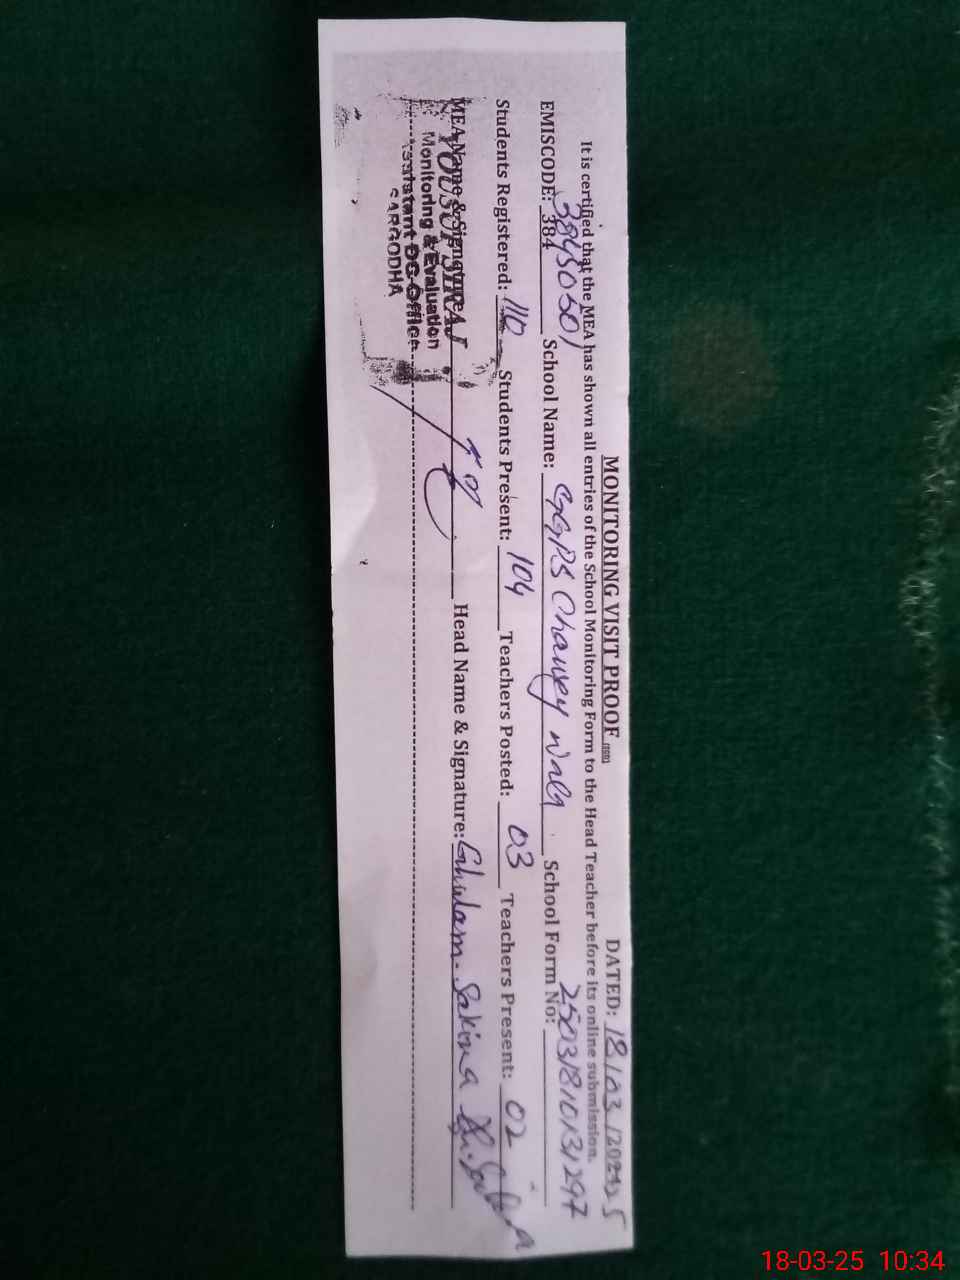 MONITORING VISIT PROOF DATED: 18/03/2025
It is certified that the MEA has shown all entries of the School Monitoring Form to the Head Teacher before its online submission.
EMISCODE: 384 38430501 School Name: GGPS Chawey Wala School Form No:
Students Registered: 110 Students Present: 104 Teachers Posted: 03 Teachers Present: 02
MEA Name & Signature Head Name & Signature: Ghulam Sakina
YOUSUF SIRAJ
Monitoring & Evaluation
Assistant DC Office
SARGODHA
18-03-25 10:34